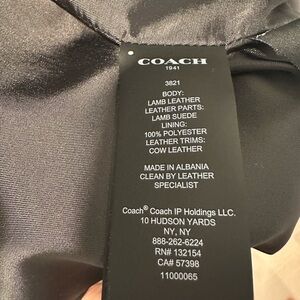 COACH
1941
3821
BODY:
LAMB LEATHER
LEATHER PARTS:
LAMB SUEDE
LINING:
100% POLYESTER
LEATHER TRIMS:
COW LEATHER
MADE IN ALBANIA
CLEAN BY LEATHER
SPECIALIST
Coach® Coach IP Holdings LLC.
10 HUDSON YARDS
NY, NY
888-262-6224
RN# 132154
CA# 57398
11000065